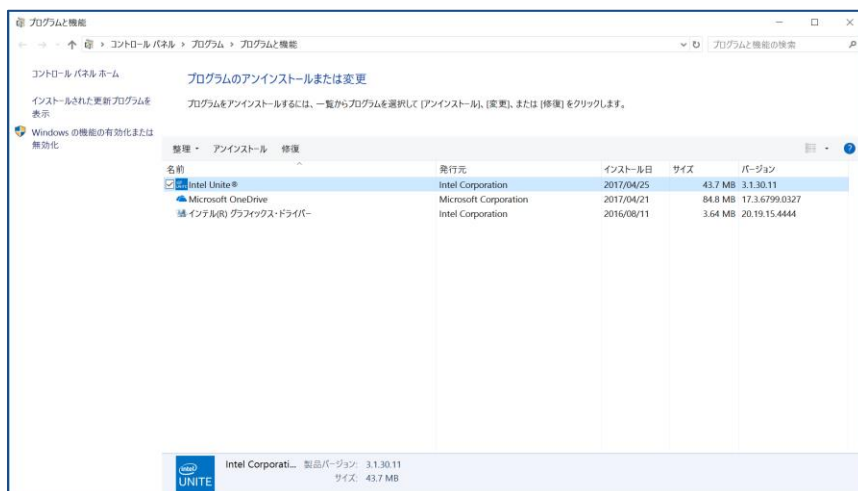 プログラムと機能
コントロール パネル › プログラム › プログラムと機能
プログラムと機能の検索
コントロール パネル ホーム
インストールされた更新プログラムを
表示
Windows の機能の有効化または
無効化
プログラムのアンインストールまたは変更
プログラムをアンインストールするには、一覧からプログラムを選択して [アンインストール]、[変更]、または [修復] をクリックします。
整理 アンインストール 修復
名前 発行元 インストール日 サイズ バージョン
Intel Unite® Intel Corporation 2017/04/25 43.7 MB 3.1.30.11
Microsoft OneDrive Microsoft Corporation 2017/04/21 84.8 MB 17.3.6799.0327
インテル(R) グラフィックス・ドライバー Intel Corporation 2016/08/11 3.64 MB 20.19.15.4444
intel UNITE
Intel Corporati... 製品バージョン: 3.1.30.11
サイズ: 43.7 MB